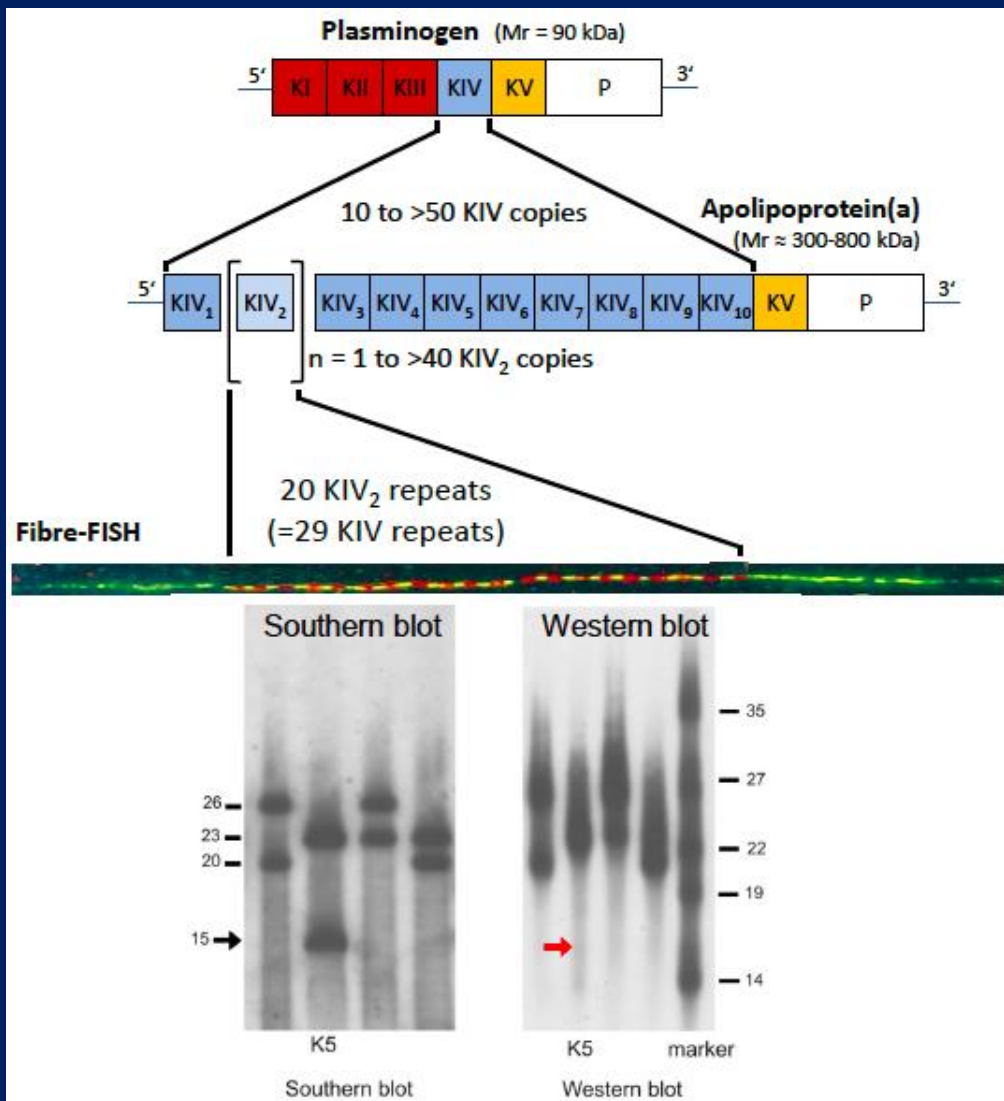 Plasminogen (Mr = 90 kDa)
5‘ KI KII KIII KIV KV P 3‘
10 to >50 KIV copies
Apolipoprotein(a)
(Mr ≈ 300-800 kDa)
5‘ KIV1 KIV2 KIV3 KIV4 KIV5 KIV6 KIV7 KIV8 KIV9 KIV10 KV P 3‘
n = 1 to >40 KIV2 copies
20 KIV2 repeats
(=29 KIV repeats)
Fibre-FISH
Southern blot
26
23
20
15
K5
Southern blot
Western blot
35
27
22
19
14
K5 marker
Western blot